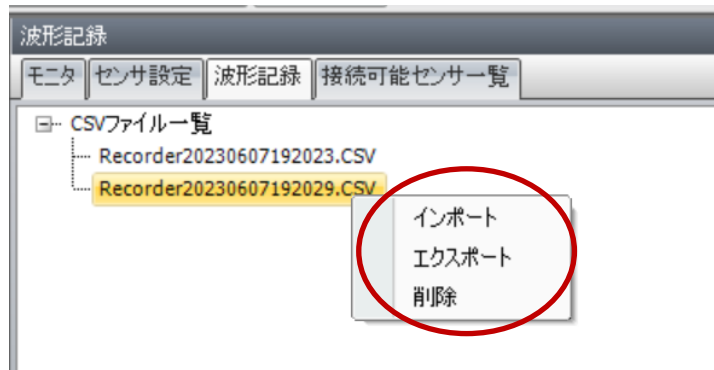 波形記録
モニタ センサ設定 波形記録 接続可能センサ一覧
CSVファイル一覧
Recorder20230607192023.CSV
Recorder20230607192029.CSV
インポート
エクスポート
削除